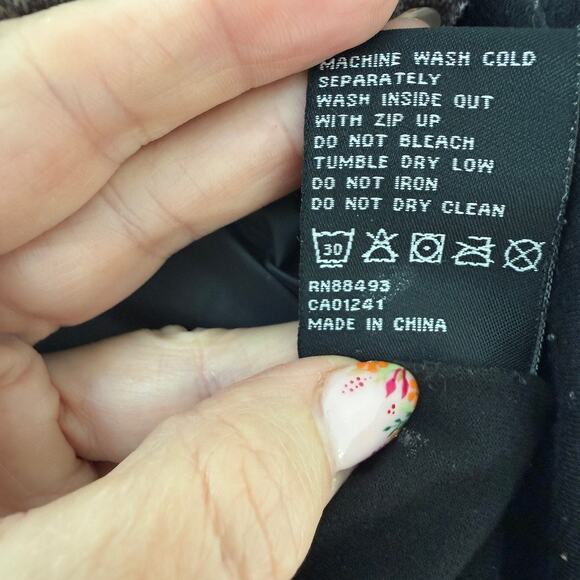 MACHINE WASH COLD
SEPARATELY
WASH INSIDE OUT
WITH ZIP UP
DO NOT BLEACH
TUMBLE DRY LOW
DO NOT IRON
DO NOT DRY CLEAN
30
RN88493
CA01241
MADE IN CHINA